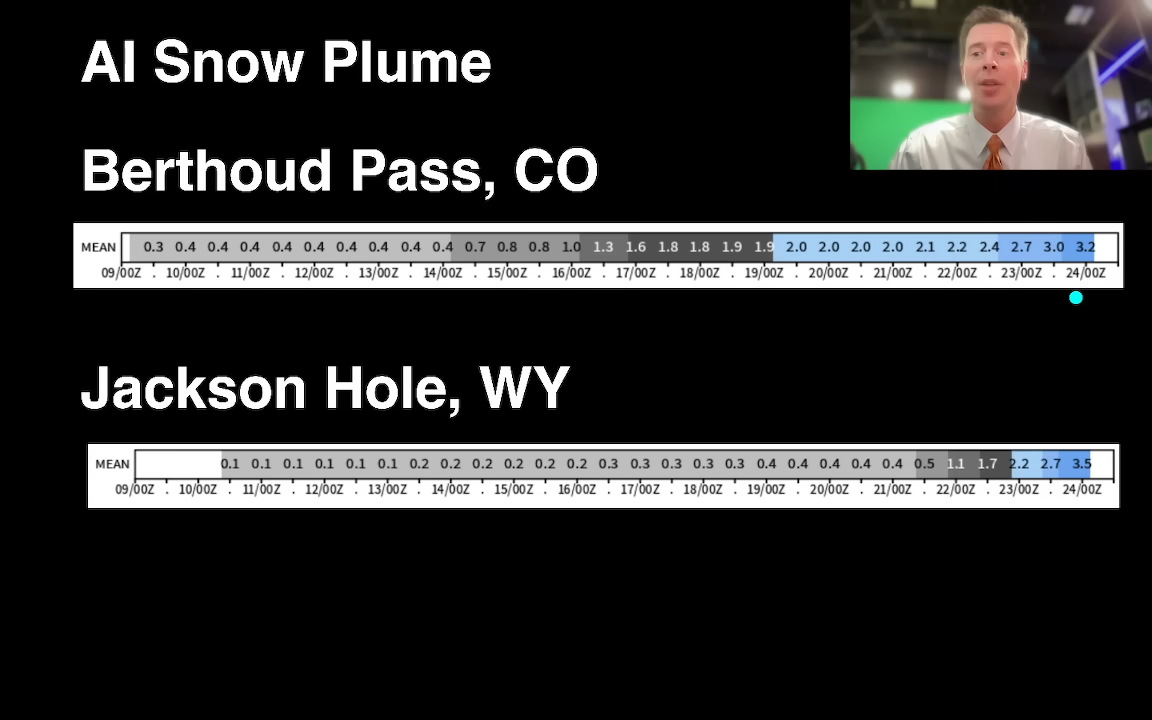 AI Snow Plume
Berthoud Pass, CO
MEAN 0.3 0.4 0.4 0.4 0.4 0.4 0.4 0.4 0.4 0.4 0.7 0.8 0.8 1.0 1.3 1.6 1.8 1.8 1.9 1.9 2.0 2.0 2.0 2.0 2.1 2.2 2.4 2.7 3.0 3.2
09/00Z . 10/00Z . 11/00Z . 12/00Z . 13/00Z . 14/00Z . 15/00Z . 16/00Z . 17/00Z . 18/00Z . 19/00Z . 20/00Z . 21/00Z . 22/00Z . 23/00Z . 24/00Z .
Jackson Hole, WY
MEAN 0.1 0.1 0.1 0.1 0.1 0.1 0.2 0.2 0.2 0.2 0.2 0.2 0.3 0.3 0.3 0.3 0.3 0.4 0.4 0.4 0.4 0.4 0.5 1.1 1.7 2.2 2.7 3.5
09/00Z . 10/00Z . 11/00Z . 12/00Z . 13/00Z . 14/00Z . 15/00Z . 16/00Z . 17/00Z . 18/00Z . 19/00Z . 20/00Z . 21/00Z . 22/00Z . 23/00Z . 24/00Z .